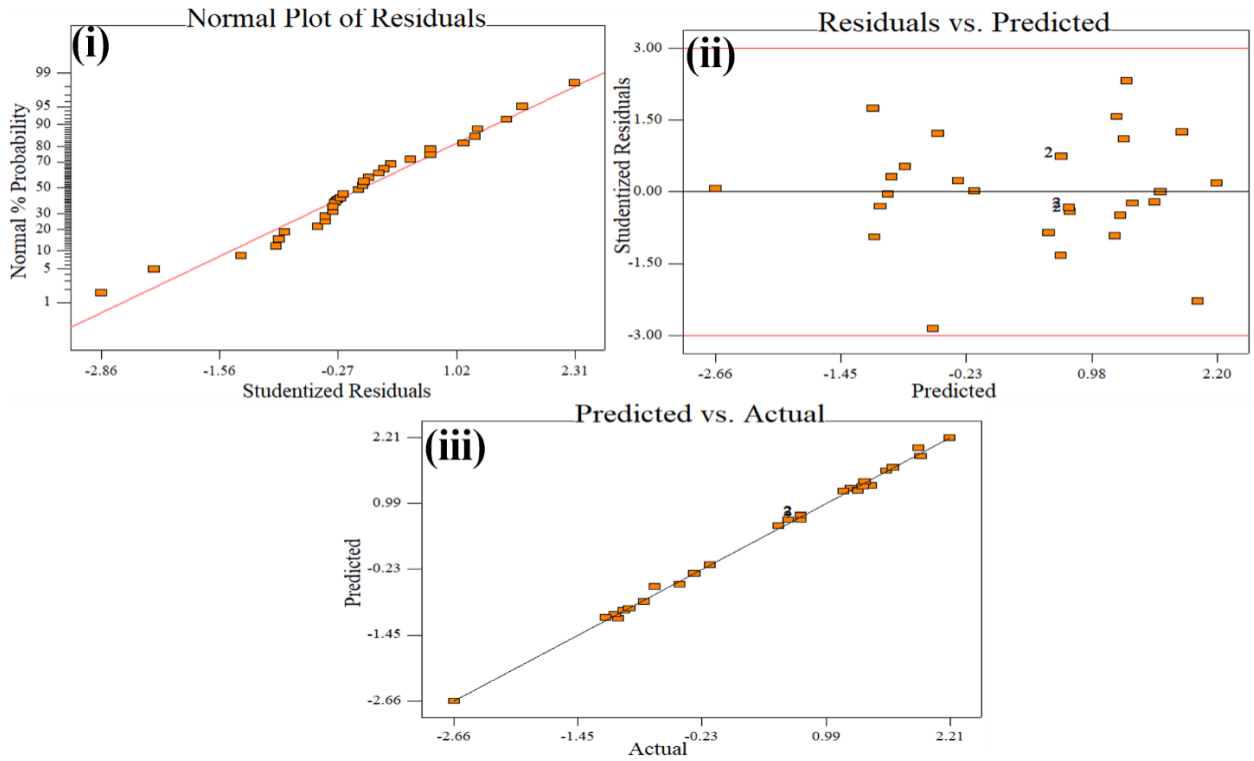 Normal Plot of Residuals
(i)
Normal % Probability
99
95
90
80
70
50
30
20
10
5
1
-2.86 -1.56 -0.27 1.02 2.31
Studentized Residuals
Residuals vs. Predicted
(ii)
Studentized Residuals
3.00
1.50
2
0.00
2
2
-1.50
-3.00
-2.66 -1.45 -0.23 0.98 2.20
Predicted
Predicted vs. Actual
(iii)
Predicted
2.21
0.99
2
-0.23
-1.45
-2.66
-2.66 -1.45 -0.23 0.99 2.21
Actual